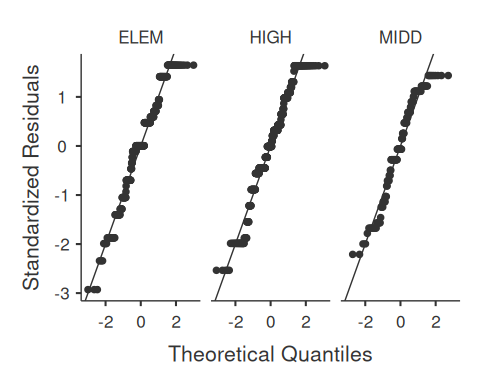 ELEM HIGH MIDD
Standardized Residuals
1
0
-1
-2
-3
-2 0 2 -2 0 2 -2 0 2
Theoretical Quantiles